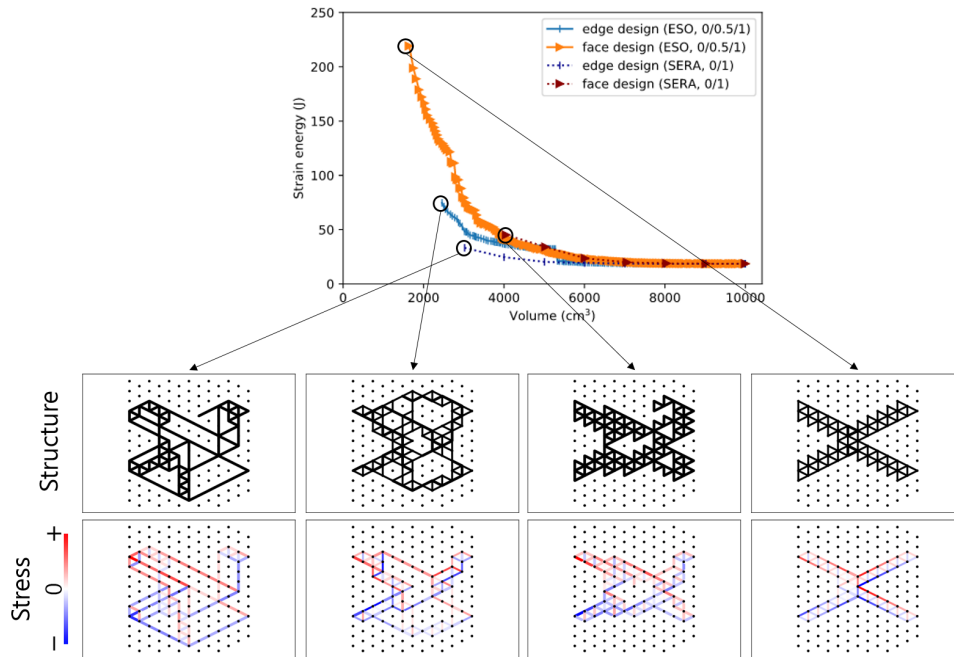 250
200
150
100
50
0
Strain energy (J)
edge design (ESO, 0/0.5/1)
face design (ESO, 0/0.5/1)
edge design (SERA, 0/1)
face design (SERA, 0/1)
0 2000 4000 6000 8000 10000
Volume (cm³)
Structure
Stress
+
0
−